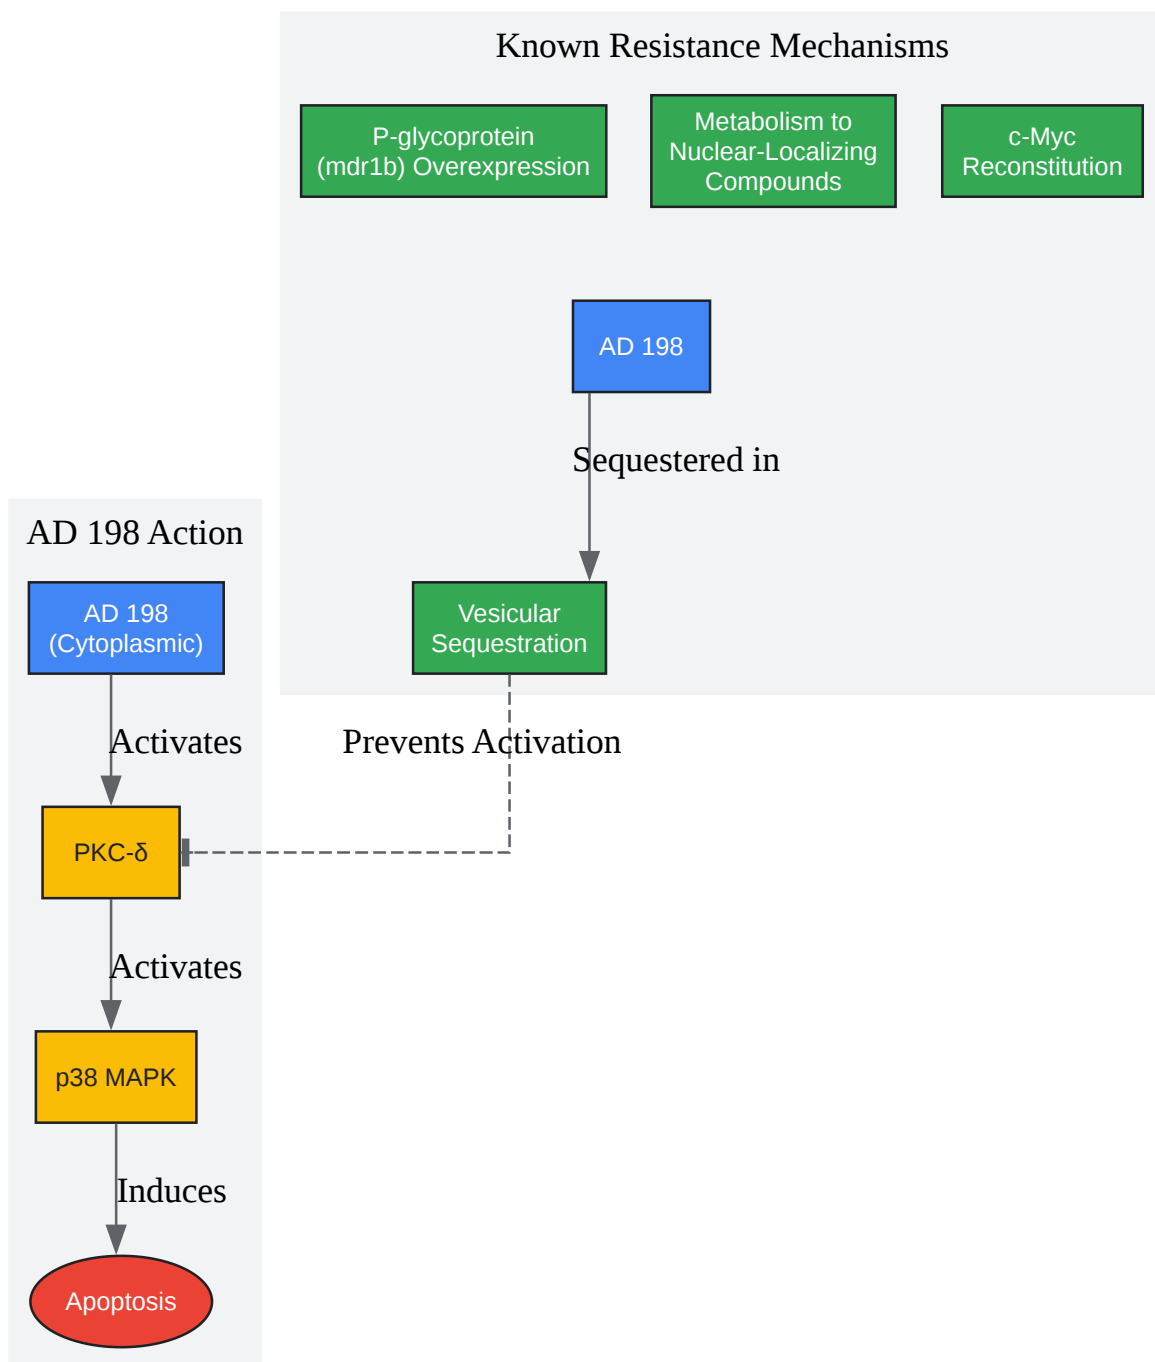 Known Resistance Mechanisms
P-glycoprotein
(mdr1b) Overexpression
Metabolism to
Nuclear-Localizing
Compounds
c-Myc
Reconstitution
AD 198
Sequestered in
Vesicular
Sequestration
Prevents Activation
AD 198 Action
AD 198
(Cytoplasmic)
Activates
PKC-δ
Activates
p38 MAPK
Induces
Apoptosis